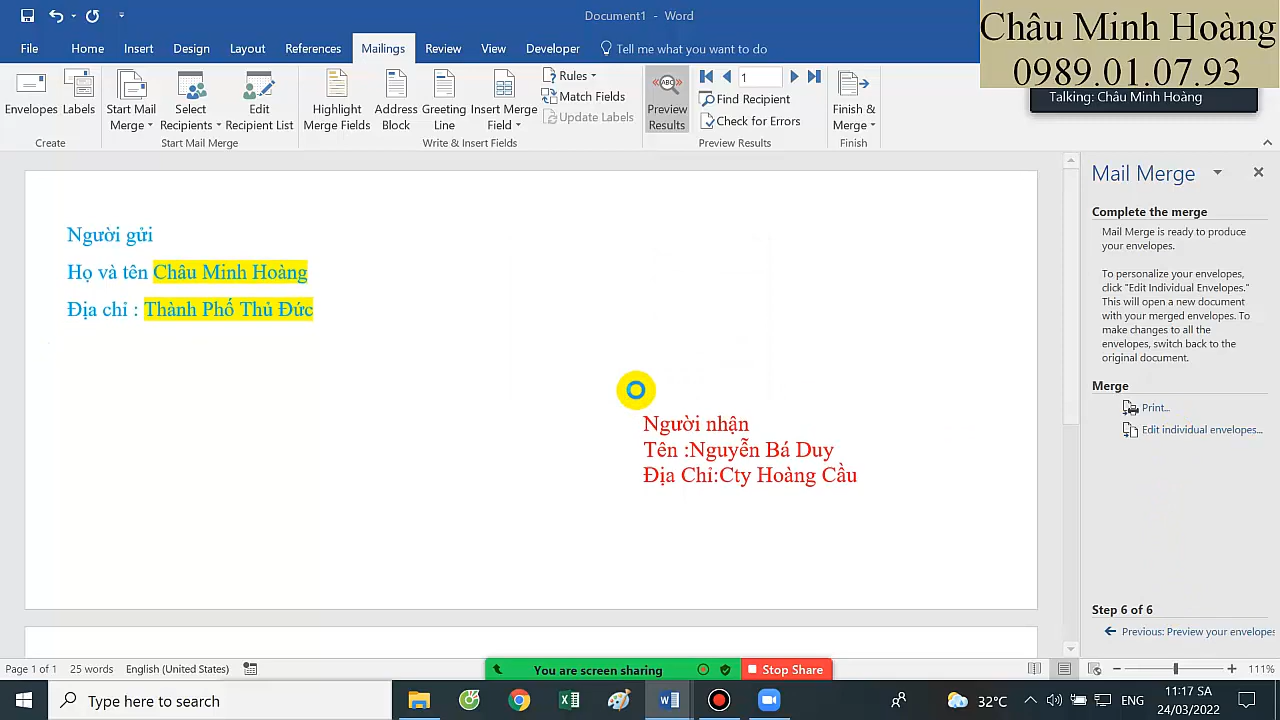 Document1 - Word
Châu Minh Hoàng
0989.01.07.93
Talking: Châu Minh Hoàng
File
Home
Insert
Design
Layout
References
Mailings
Review
View
Developer
Tell me what you want to do
Envelopes
Labels
Start Mail
Merge
Select
Recipients
Edit
Recipient List
Highlight
Merge Fields
Address
Block
Greeting
Line
Insert Merge
Field
Rules
Match Fields
Update Labels
ABC
Preview
Results
1
Find Recipient
Check for Errors
Finish &
Merge
Create
Start Mail Merge
Write & Insert Fields
Preview Results
Finish
Người gửi
Họ và tên Châu Minh Hoàng
Địa chỉ : Thành Phố Thủ Đức
Người nhận
Tên :Nguyễn Bá Duy
Địa Chỉ:Cty Hoàng Cầu
Mail Merge
Complete the merge
Mail Merge is ready to produce
your envelopes.
To personalize your envelopes,
click "Edit Individual Envelopes."
This will open a new document
with your merged envelopes. To
make changes to all the
envelopes, switch back to the
original document.
Merge
Print...
Edit individual envelopes...
Step 6 of 6
Previous: Preview your envelopes
Page 1 of 1
25 words
English (United States)
You are screen sharing
Stop Share
111%
Type here to search
32°C
ENG
11:17 SA
24/03/2022